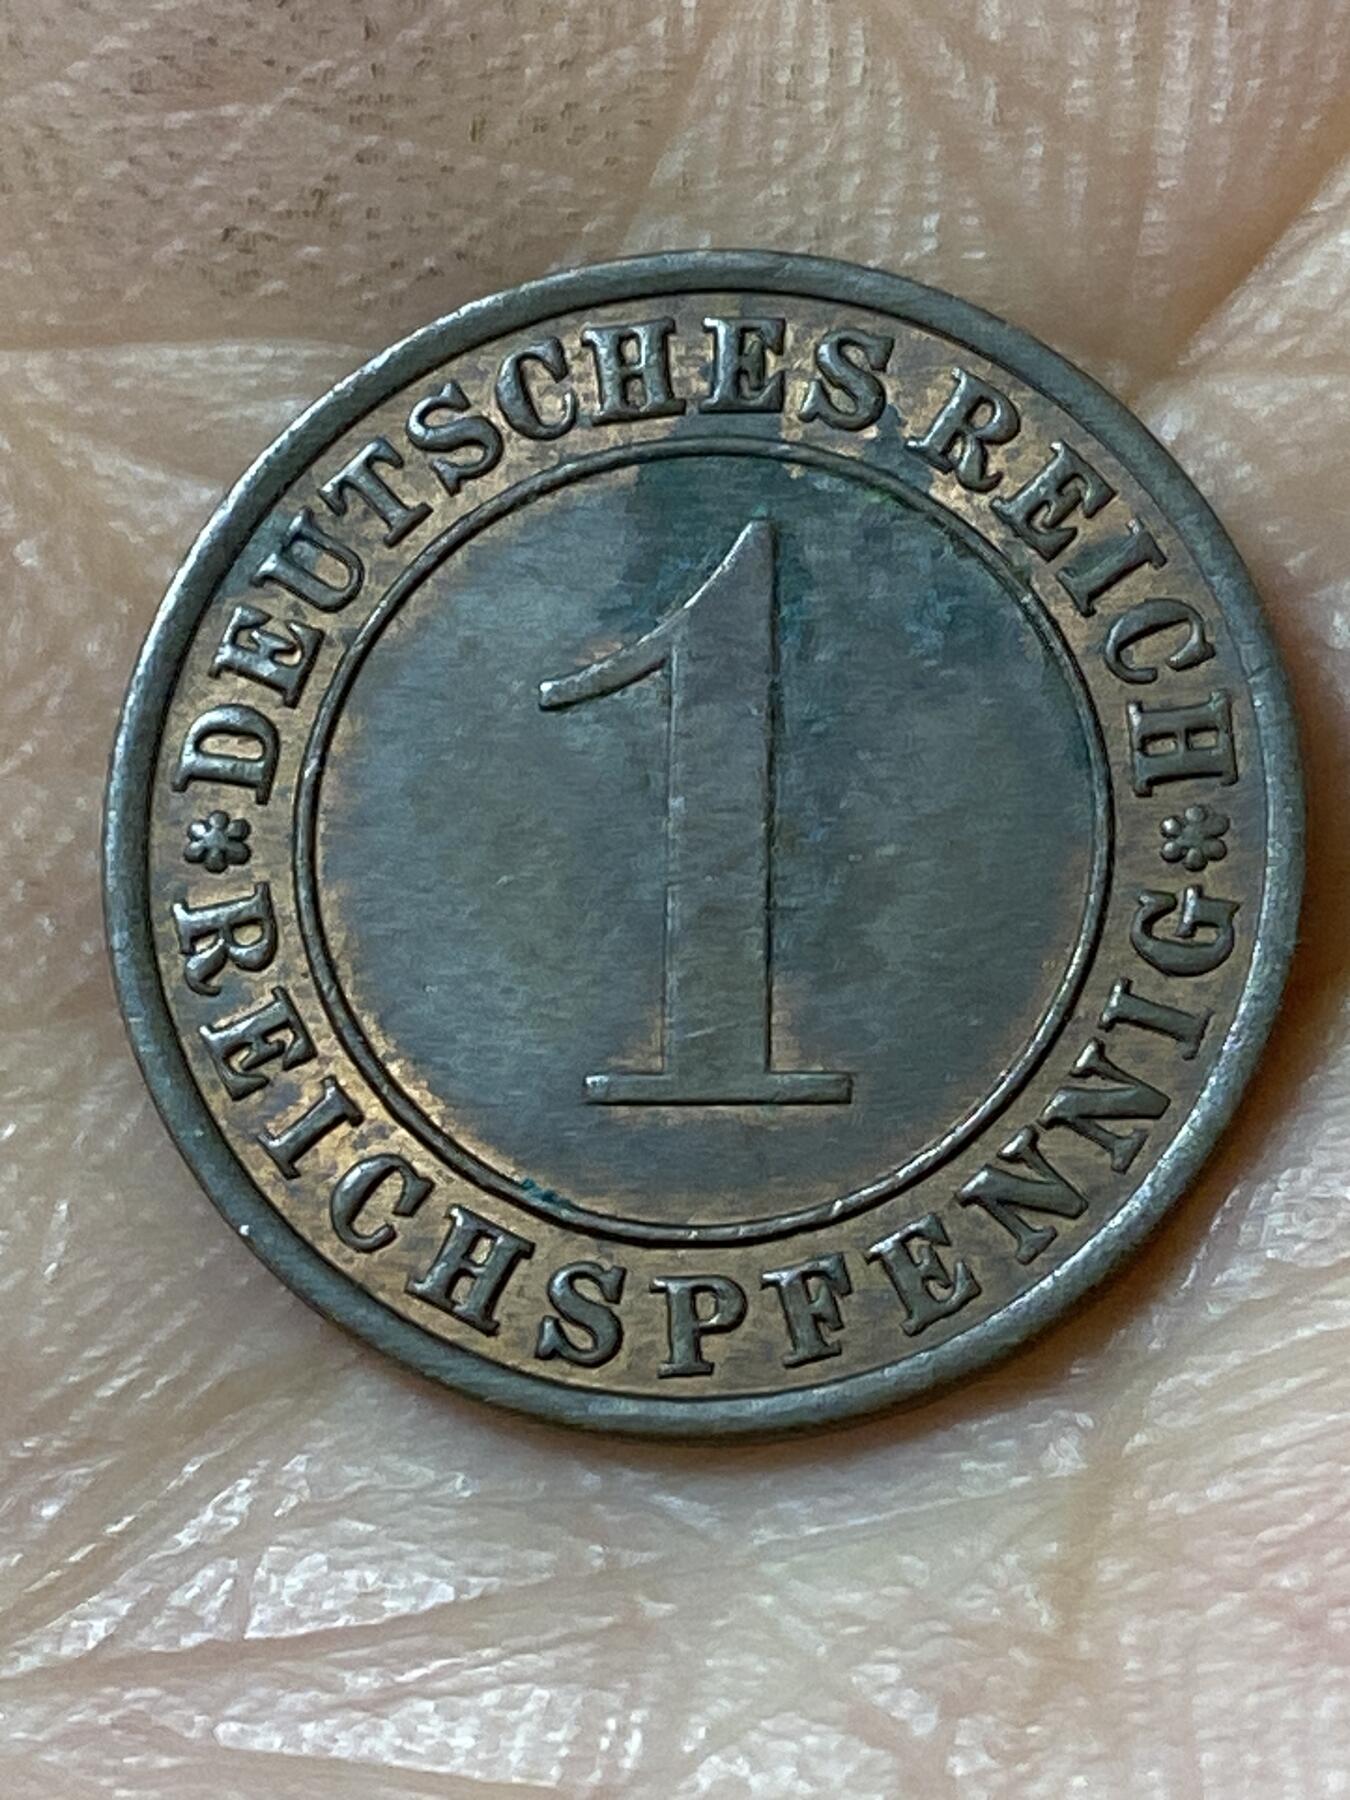 DEUTSCHES REICH
1
* REICHSPFENNIG *